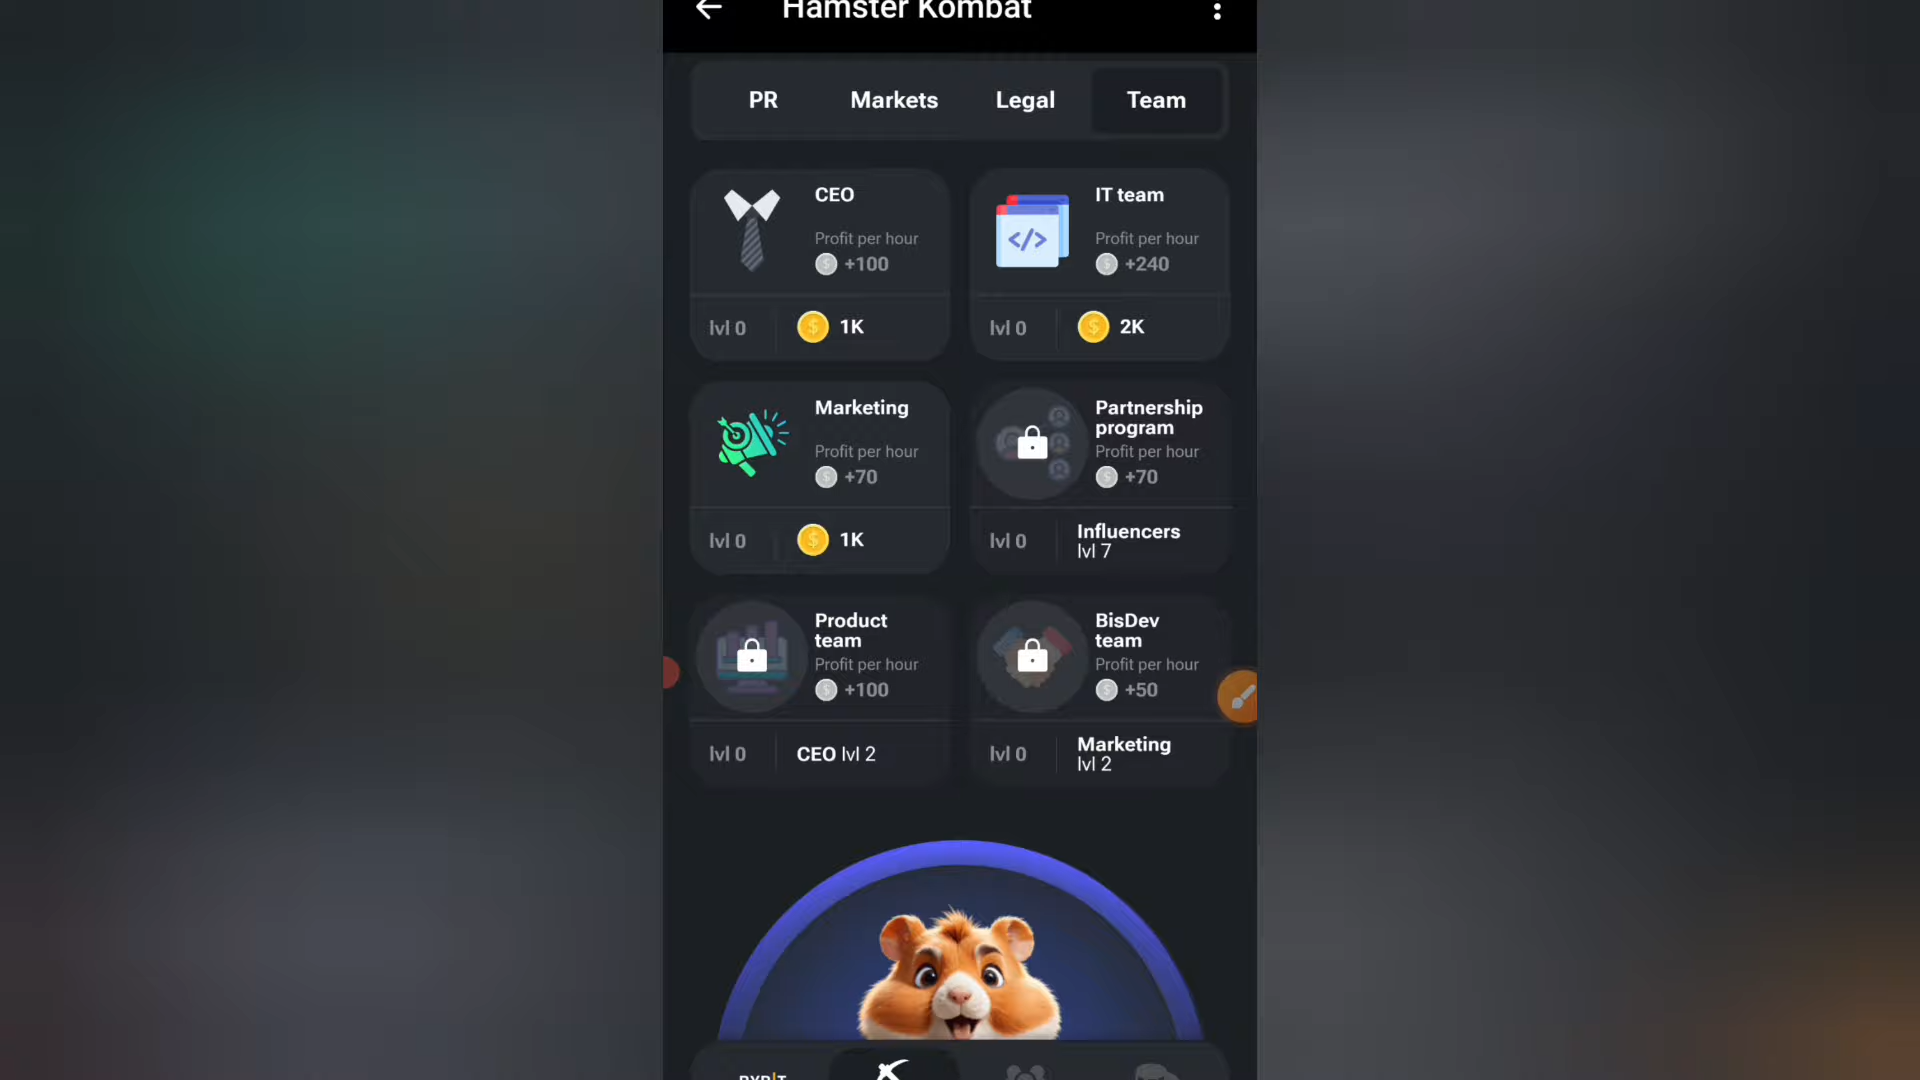 Hamster Kombat
PR
Markets
Legal
Team
CEO
Profit per hour
+100
lvl 0
1K
IT team
</>
Profit per hour
+240
lvl 0
2K
Marketing
Profit per hour
+70
lvl 0
1K
Partnership
program
Profit per hour
+70
lvl 0
Influencers
lvl 7
Product
team
Profit per hour
+100
lvl 0
CEO lvl 2
BisDev
team
Profit per hour
+50
lvl 0
Marketing
lvl 2